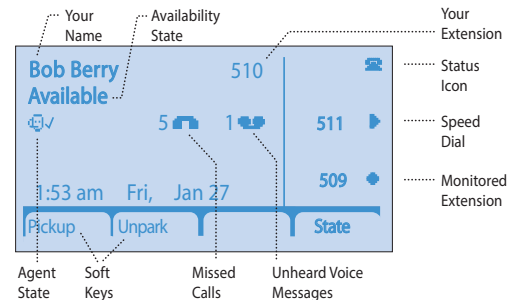 Your Name
Availability State
Your Extension
Bob Berry
510
Status Icon
Available
5
1
511
Speed Dial
509
Monitored Extension
1:53 am Fri, Jan 27
Pickup
Unpark
State
Agent State
Soft Keys
Missed Calls
Unheard Voice Messages